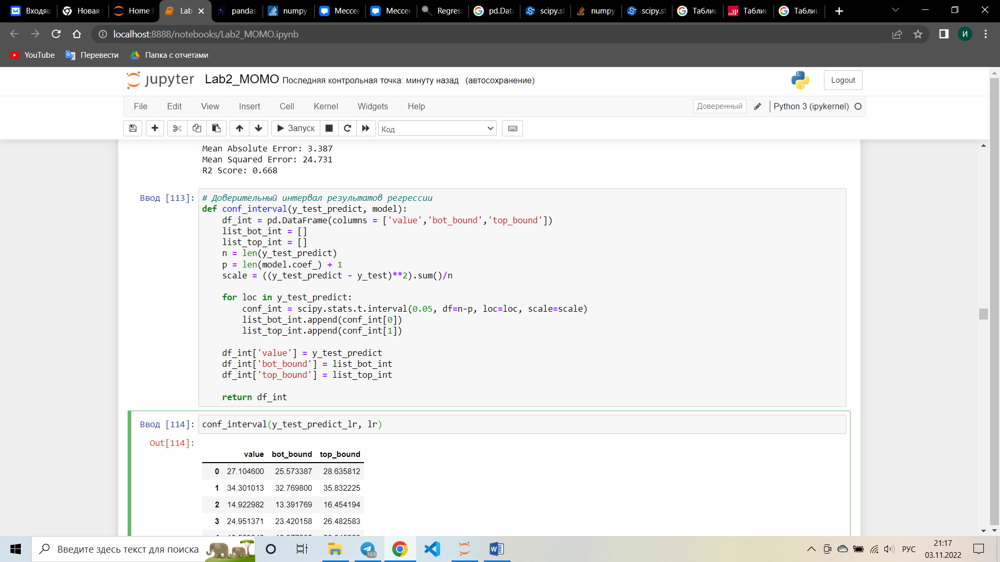 Входящ
Новая
Home
Lab
pandas
numpy
Мессен
Мессен
Regres
pd.Data
scipy.st
numpy
scipy.st
Таблиц
Таблиц
Таблиц
localhost:8888/notebooks/Lab2_MOMO.ipynb
И
YouTube
Перевести
Папка с отчетами
jupyter Lab2_MOMO Последняя контрольная точка: минуту назад (автосохранение)
Logout
File Edit View Insert Cell Kernel Widgets Help
Доверенный
Python 3 (ipykernel)
Запуск
Код
Mean Absolute Error: 3.387
Mean Squared Error: 24.731
R2 Score: 0.668
Ввод [113]:
# Доверительный интервал результатов регрессии
def conf_interval(y_test_predict, model):
    df_int = pd.DataFrame(columns = ['value','bot_bound','top_bound'])
    list_bot_int = []
    list_top_int = []
    n = len(y_test_predict)
    p = len(model.coef_) + 1
    scale = ((y_test_predict - y_test)**2).sum()/n
    for loc in y_test_predict:
        conf_int = scipy.stats.t.interval(0.05, df=n-p, loc=loc, scale=scale)
        list_bot_int.append(conf_int[0])
        list_top_int.append(conf_int[1])
    df_int['value'] = y_test_predict
    df_int['bot_bound'] = list_bot_int
    df_int['top_bound'] = list_top_int
    return df_int
Ввод [114]: conf_interval(y_test_predict_lr, lr)
Out[114]:
value bot_bound top_bound
0 27.104600 25.573387 28.635812
1 34.301013 32.769800 35.832225
2 14.922982 13.391769 16.454194
3 24.951371 23.420158 26.482583
Введите здесь текст для поиска
169
РУС
21:17
03.11.2022